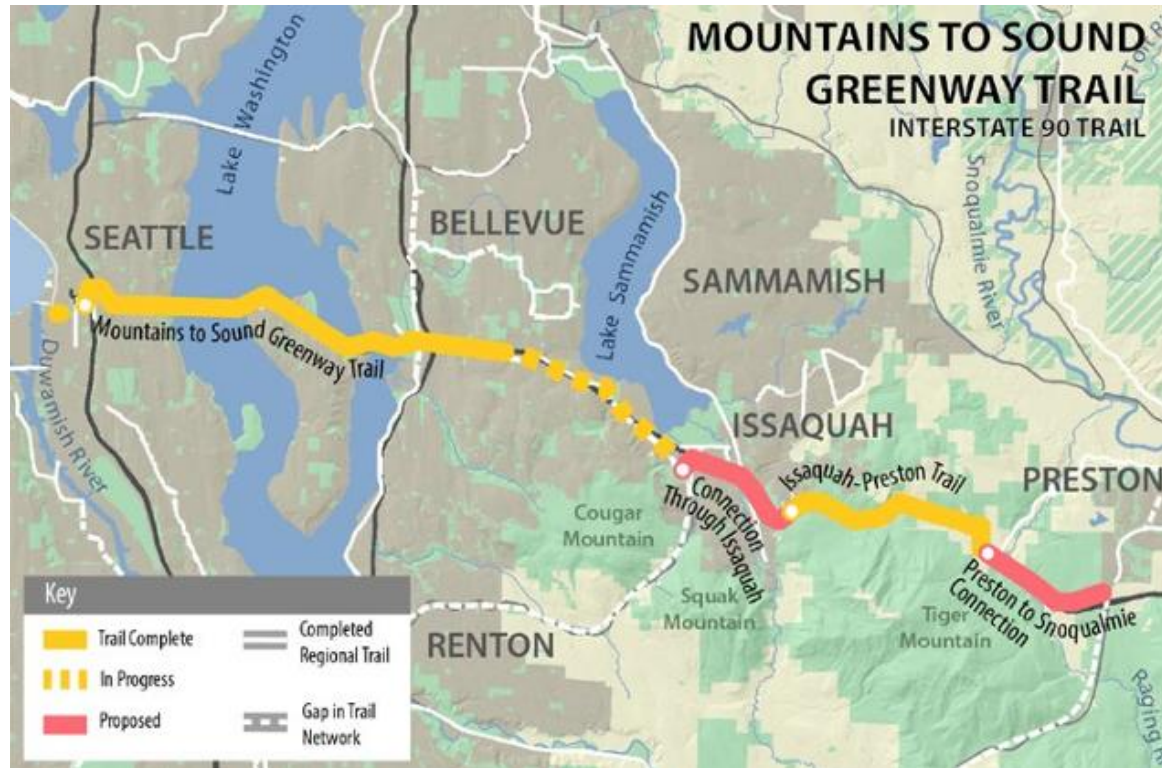 MOUNTAINS TO SOUND
GREENWAY TRAIL
INTERSTATE 90 TRAIL
Lake Washington
Snoqualmie River
SEATTLE
BELLEVUE
Lake Sammamish
SAMMAMISH
Mountains to Sound Greenway Trail
Duwamish River
ISSAQUAH
Issaquah-Preston Trail
PRESTON
Connection
Through Issaquah
Cougar
Mountain
Squak
Mountain
Preston to Snoqualmie
Connection
Tiger
Mountain
RENTON
Raging
Key
Trail Complete
In Progress
Proposed
Completed
Regional Trail
Gap in Trail
Network